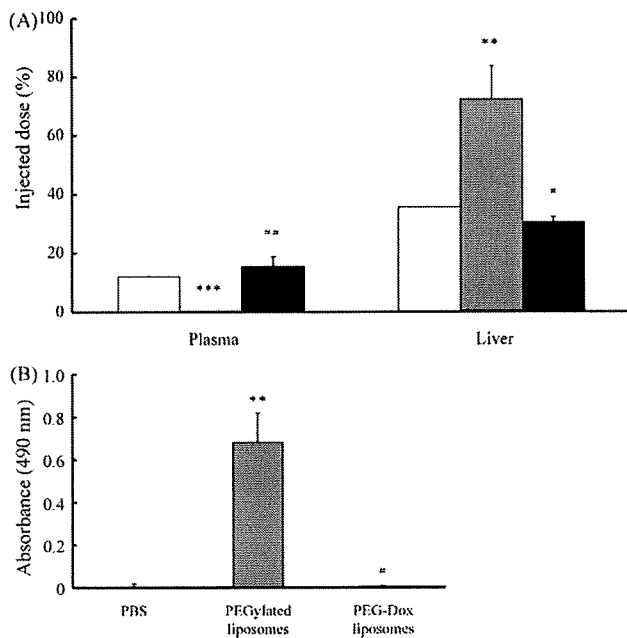 (A)
100
80
60
40
20
0
Injected dose (%)
**
***
##
#
Plasma
Liver
(B)
1.0
0.8
0.6
0.4
0.2
0
Absorbance (490 nm)
**
#
PBS
PEGylated
liposomes
PEG-Dox
liposomes